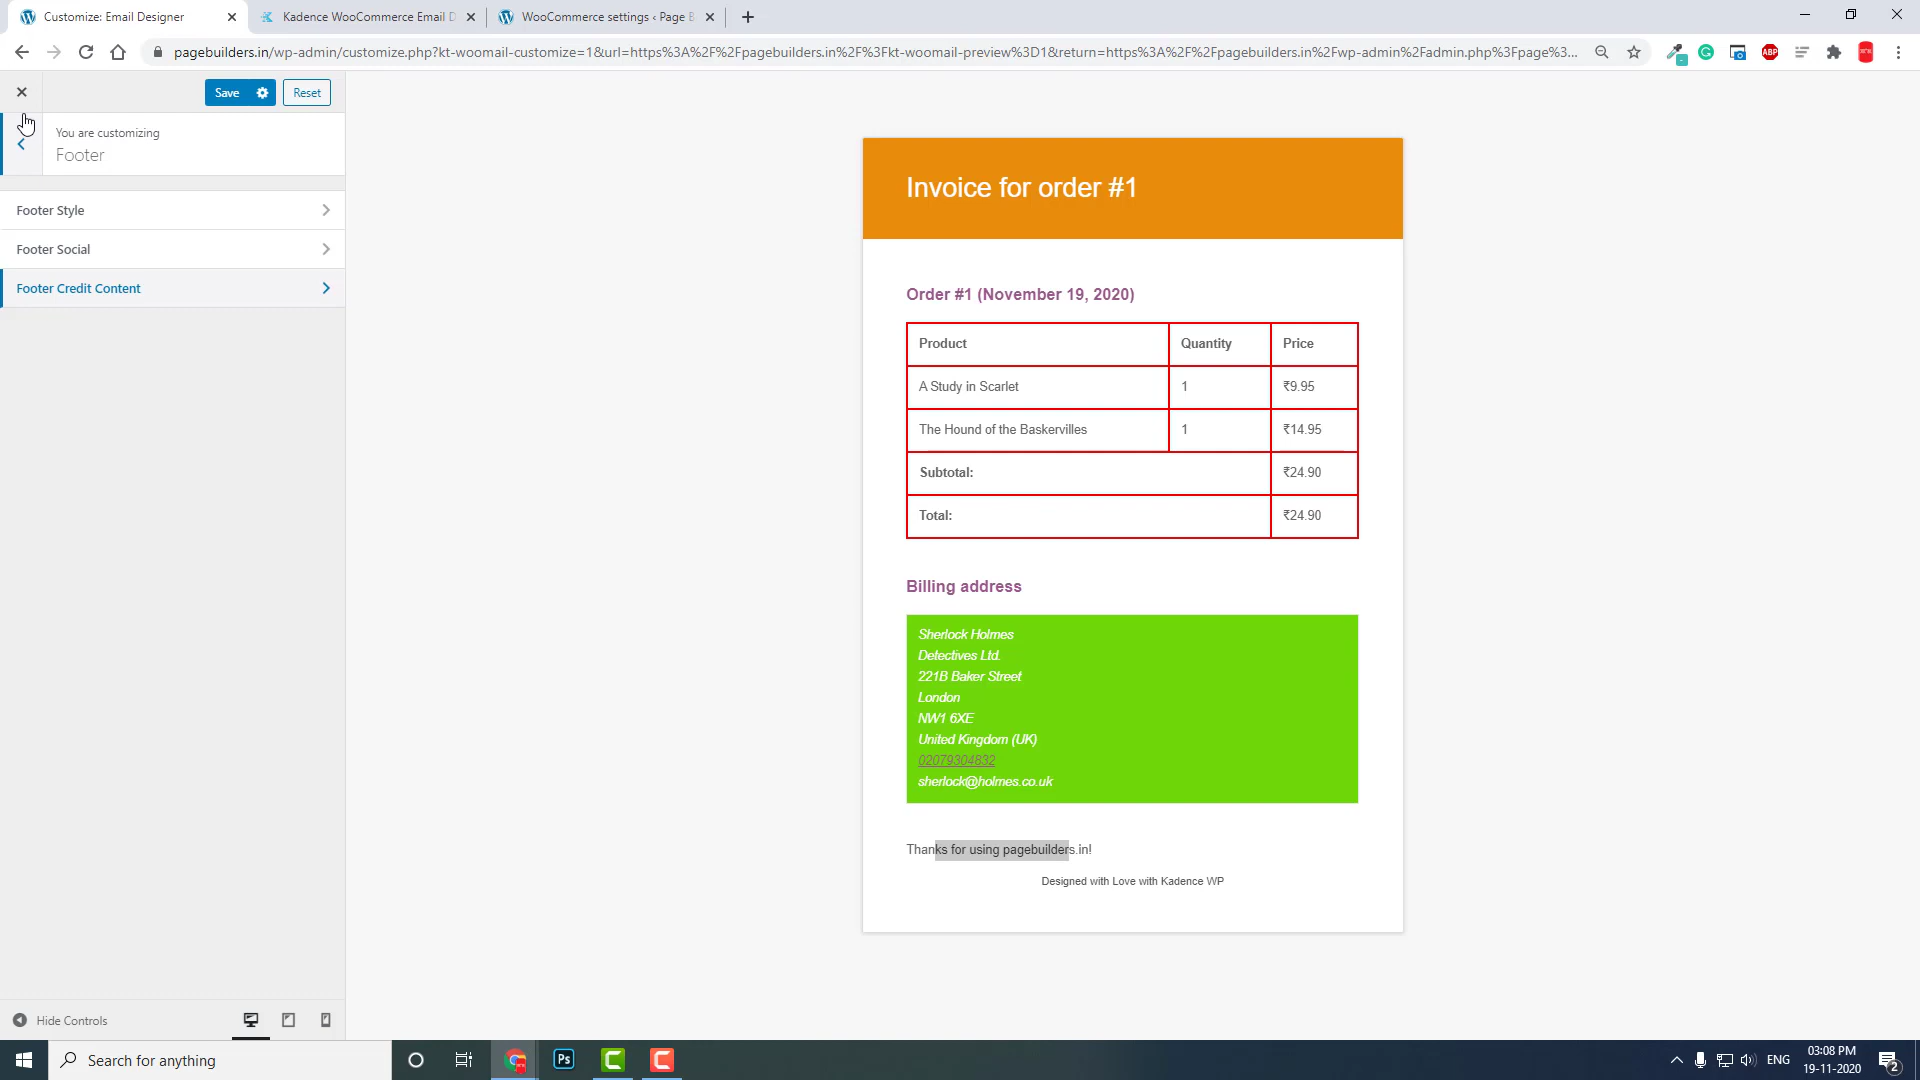 Customize: Email Designer
Kadence WooCommerce Email D
WooCommerce settings ‹ Page B
pagebuilders.in/wp-admin/customize.php?kt-woomail-customize=1&url=https%3A%2F%2Fpagebuilders.in%2F%3Fkt-woomail-preview%3D1&return=https%3A%2F%2Fpagebuilders.in%2Fwp-admin%2Fadmin.php%3Fpage%3...
ABP
Save
Reset
You are customizing
Footer
Footer Style
Footer Social
Footer Credit Content
Invoice for order #1
Order #1 (November 19, 2020)
Product Quantity Price
A Study in Scarlet 1 ₹9.95
The Hound of the Baskervilles 1 ₹14.95
Subtotal: ₹24.90
Total: ₹24.90
Billing address
Sherlock Holmes
Detectives Ltd.
221B Baker Street
London
NW1 6XE
United Kingdom (UK)
02079304832
sherlock@holmes.co.uk
Thanks for using pagebuilders.in!
Designed with Love with Kadence WP
Hide Controls
Search for anything
Ps
ENG
03:08 PM
19-11-2020
2